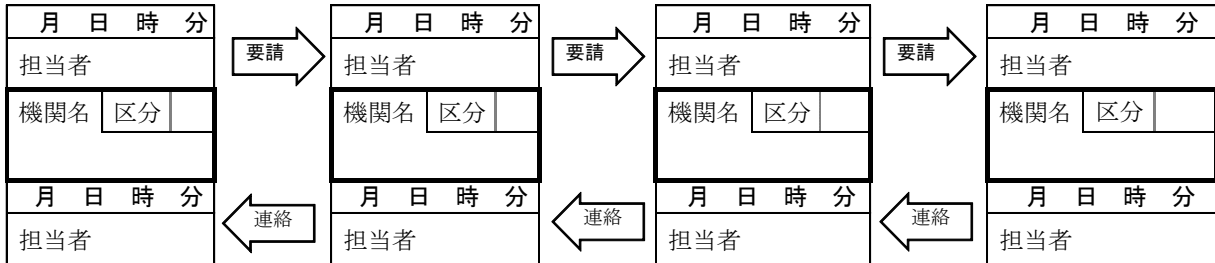 月 日 時 分 月 日 時 分 月 日 時 分 月 日 時 分
担当者 要請 担当者 要請 担当者 要請 担当者
機関名 区分 機関名 区分 機関名 区分 機関名 区分
月 日 時 分 月 日 時 分 月 日 時 分 月 日 時 分
担当者 連絡 担当者 連絡 担当者 連絡 担当者